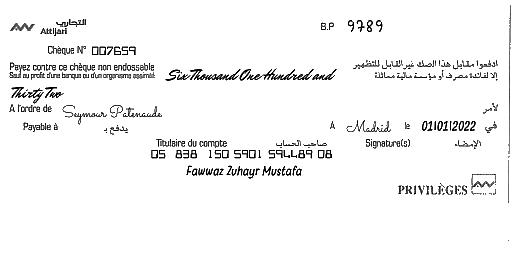 التجاري
Attijari
B.P 9789
Chèque N° 007659
Payez contre ce chèque non endossable
Sauf au profit d'une banque ou d'un organisme assimilé
ادفعوا مقابل هذا الصك غير القابل للتظهير
إلا لفائدة مصرف أو مؤسسة مالية مماثلة
Six Thousand One Hundred and
Thirty Two
A l'ordre de Seymour Patenaude لأمر
Payable à يدفع بـ A Madrid le 01/01/2022 في
Titulaire du compte صاحب الحساب Signature(s) الإمضاء
05 838 150 5901 594489 08
Fawwaz Zuhayr Mustafa
PRIVILÈGES